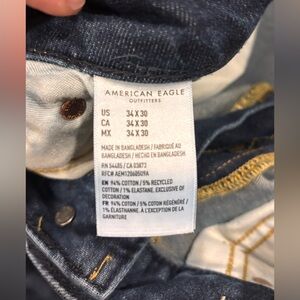 AMERICAN EAGLE
OUTFITTERS
US 34 X 30
CA 34 X 30
MX 34 X 30
MADE IN BANGLADESH / FABRIQUÉ AU
BANGLADESH / HECHO EN BANGLADESH
RN 54485 / CA 03873
RFC# AEM1206050I9A
EN 94% COTTON / 5% RECYCLED
COTTON / 1% ELASTANE, EXCLUSIVE OF
DECORATION
FR 94% COTON / 5% COTON RÉGÉNÉRÉ /
1% ÉLASTHANNE, À L'EXCEPTION DE LA
GARNITURE